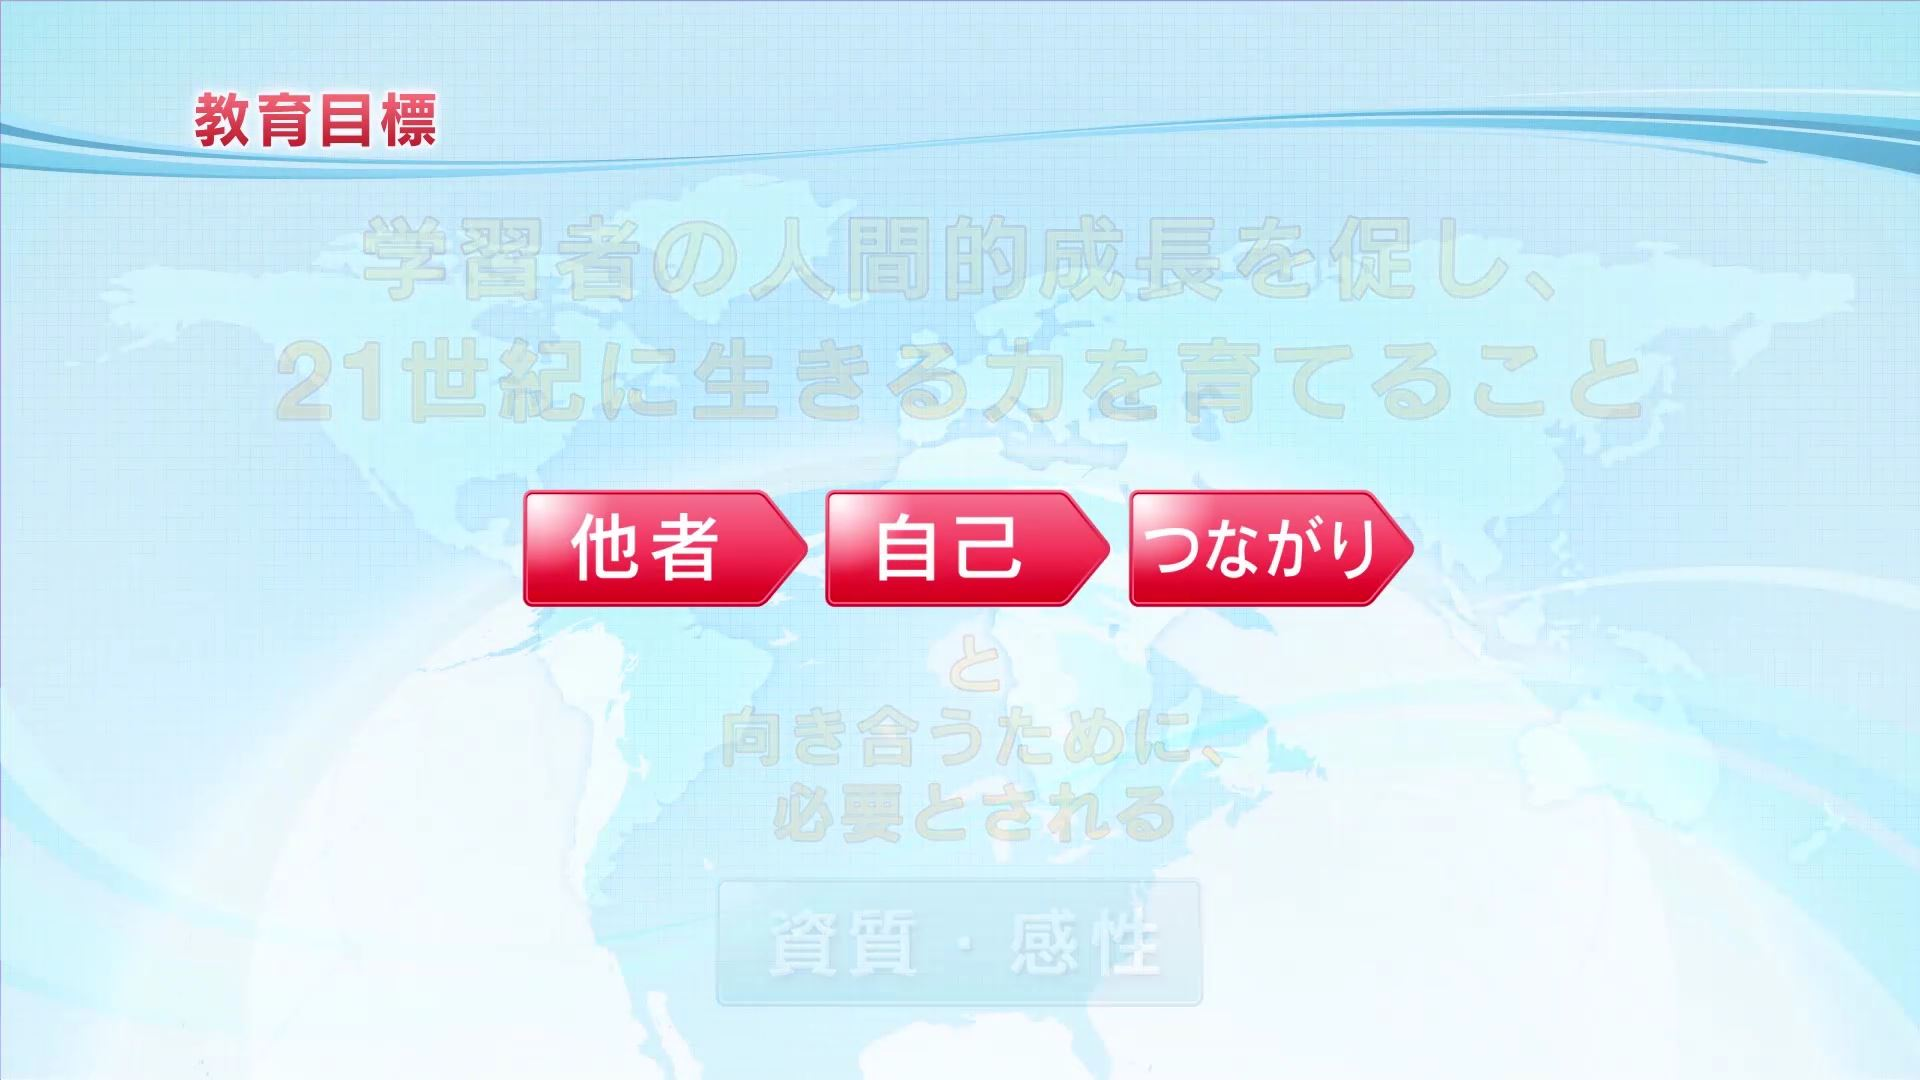 教育目標
学習者の人間的成長を促し、
21世紀に生きる力を育てること
他者 自己 つながり
と
向き合うために、
必要とされる
資質・感性